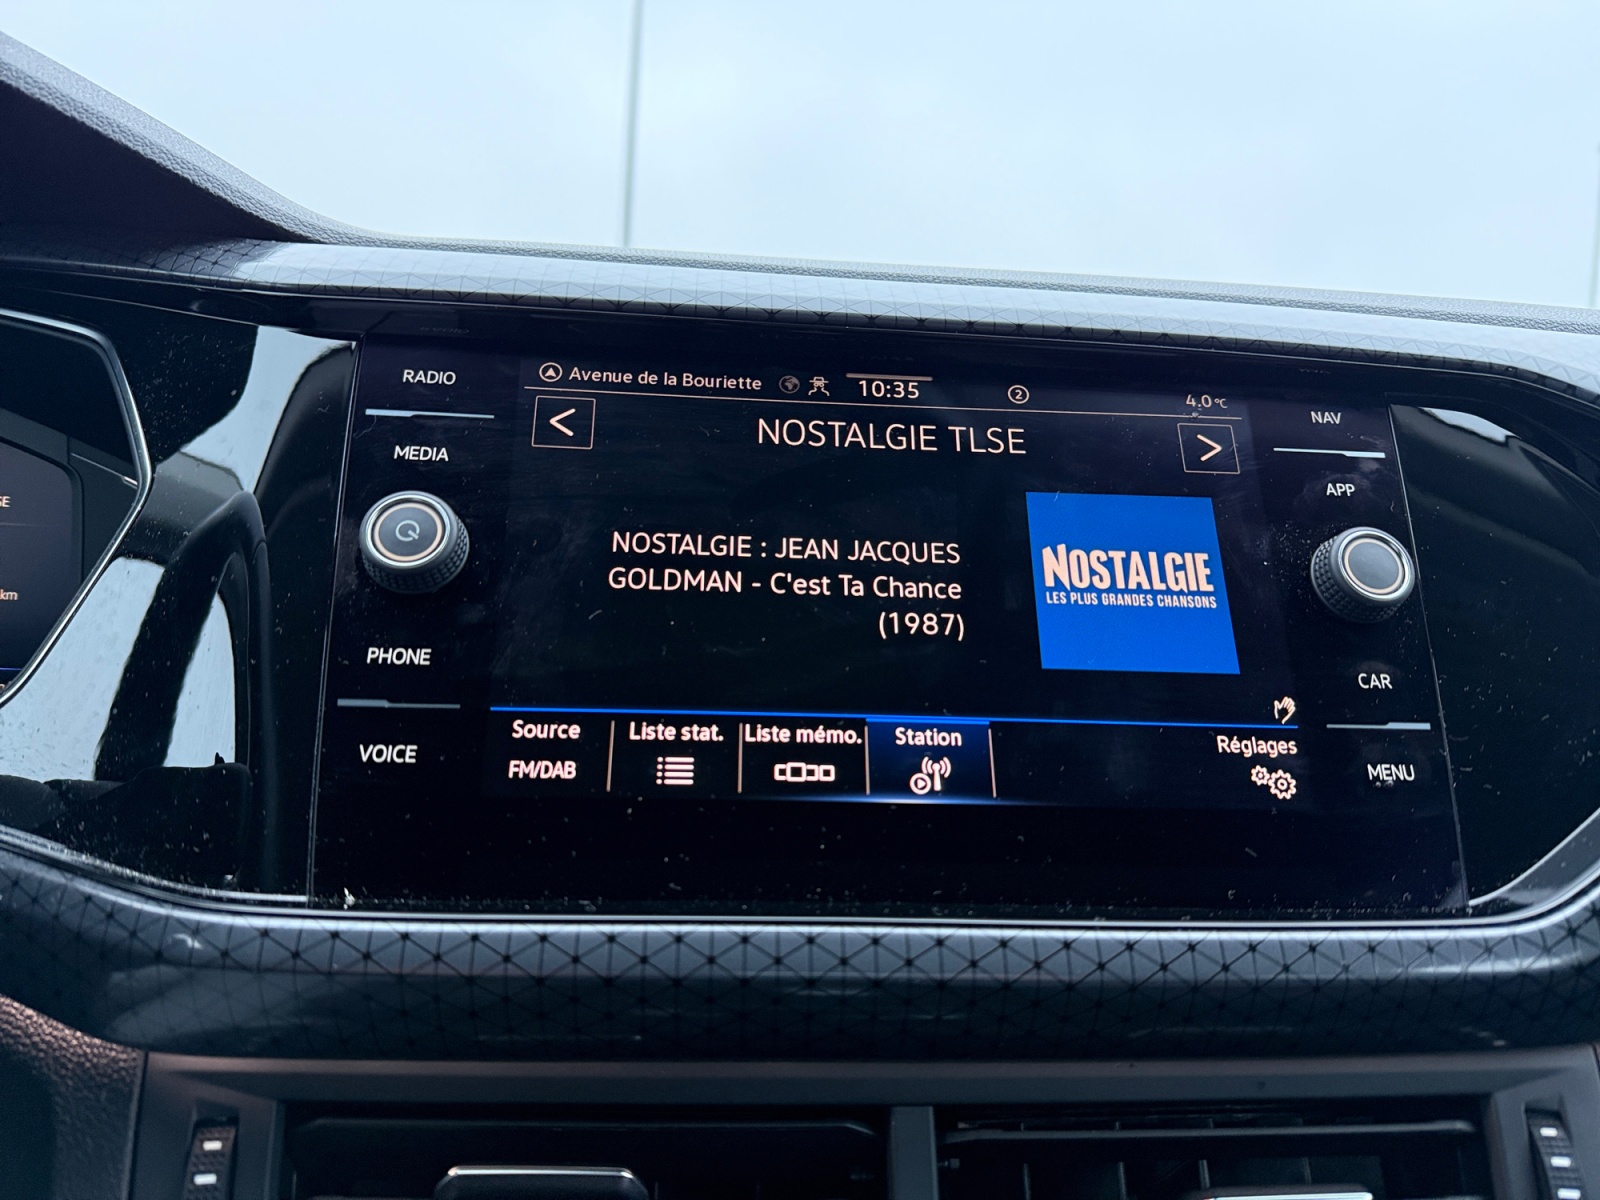 RADIO
MEDIA
PHONE
VOICE
Avenue de la Bouriette
10:35
2
4.0°C
<
NOSTALGIE TLSE
>
NOSTALGIE : JEAN JACQUES
GOLDMAN - C'est Ta Chance
(1987)
NOSTALGIE
LES PLUS GRANDES CHANSONS
Source
FM/DAB
Liste stat.
Liste mémo.
Station
Réglages
NAV
APP
CAR
MENU
km